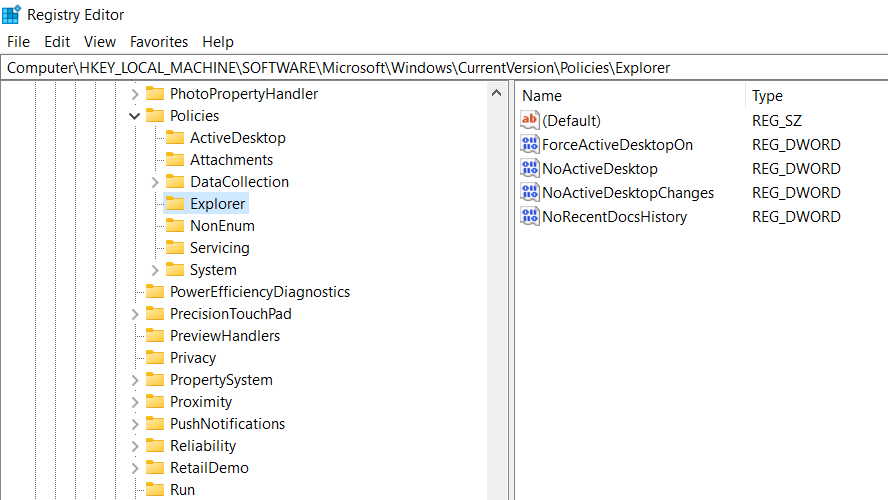 Registry Editor
File Edit View Favorites Help
Computer\HKEY_LOCAL_MACHINE\SOFTWARE\Microsoft\Windows\CurrentVersion\Policies\Explorer
PhotoPropertyHandler
Policies
ActiveDesktop
Attachments
DataCollection
Explorer
NonEnum
Servicing
System
PowerEfficiencyDiagnostics
PrecisionTouchPad
PreviewHandlers
Privacy
PropertySystem
Proximity
PushNotifications
Reliability
RetailDemo
Run
Name Type
ab (Default) REG_SZ
ForceActiveDesktopOn REG_DWORD
NoActiveDesktop REG_DWORD
NoActiveDesktopChanges REG_DWORD
NoRecentDocsHistory REG_DWORD